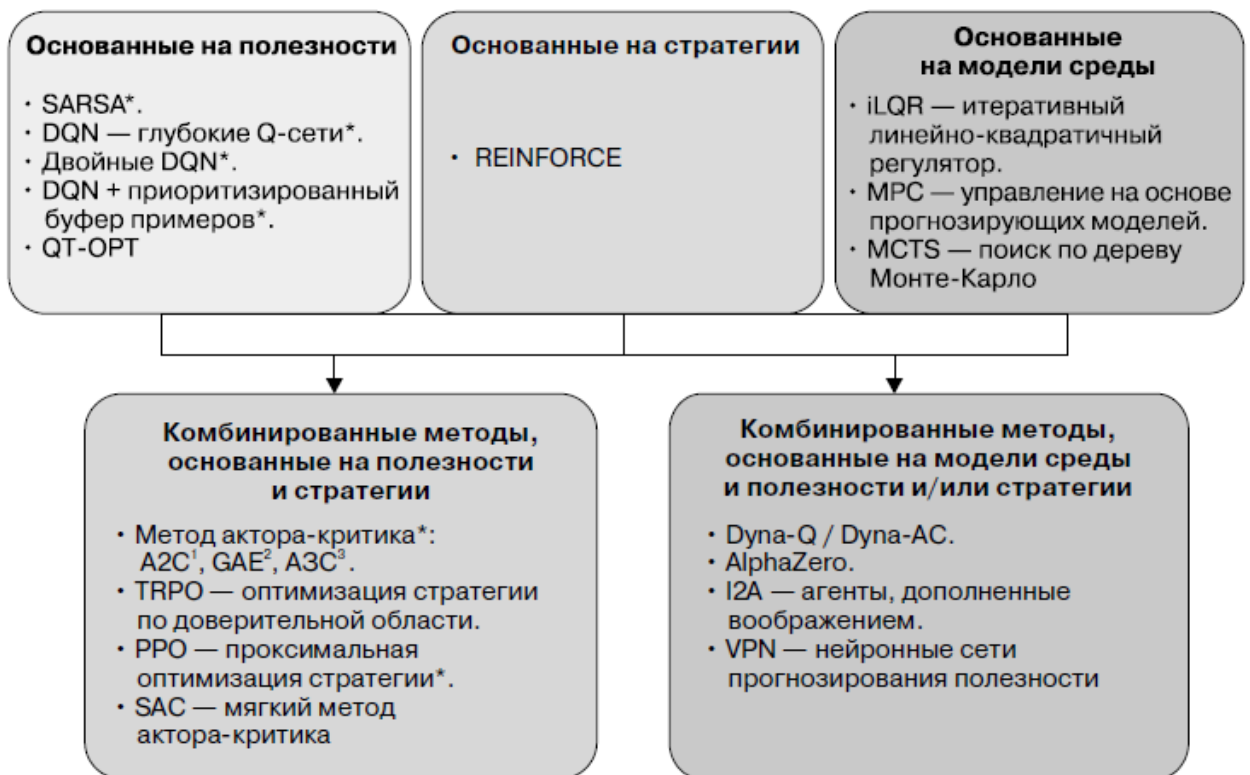 Основанные на полезности
· SARSA*.
· DQN — глубокие Q-сети*.
· Двойные DQN*.
· DQN + приоритизированный
буфер примеров*.
· QT-OPT
Основанные на стратегии
· REINFORCE
Основанные
на модели среды
· iLQR — итеративный
линейно-квадратичный
регулятор.
· MPC — управление на основе
прогнозирующих моделей.
· MCTS — поиск по дереву
Монте-Карло
Комбинированные методы,
основанные на полезности
и стратегии
· Метод актора-критика*:
A2C¹, GAE², A3C³.
· TRPO — оптимизация стратегии
по доверительной области.
· PPO — проксимальная
оптимизация стратегии*.
· SAC — мягкий метод
актора-критика
Комбинированные методы,
основанные на модели среды
и полезности и/или стратегии
· Dyna-Q / Dyna-AC.
· AlphaZero.
· I2A — агенты, дополненные
воображением.
· VPN — нейронные сети
прогнозирования полезности